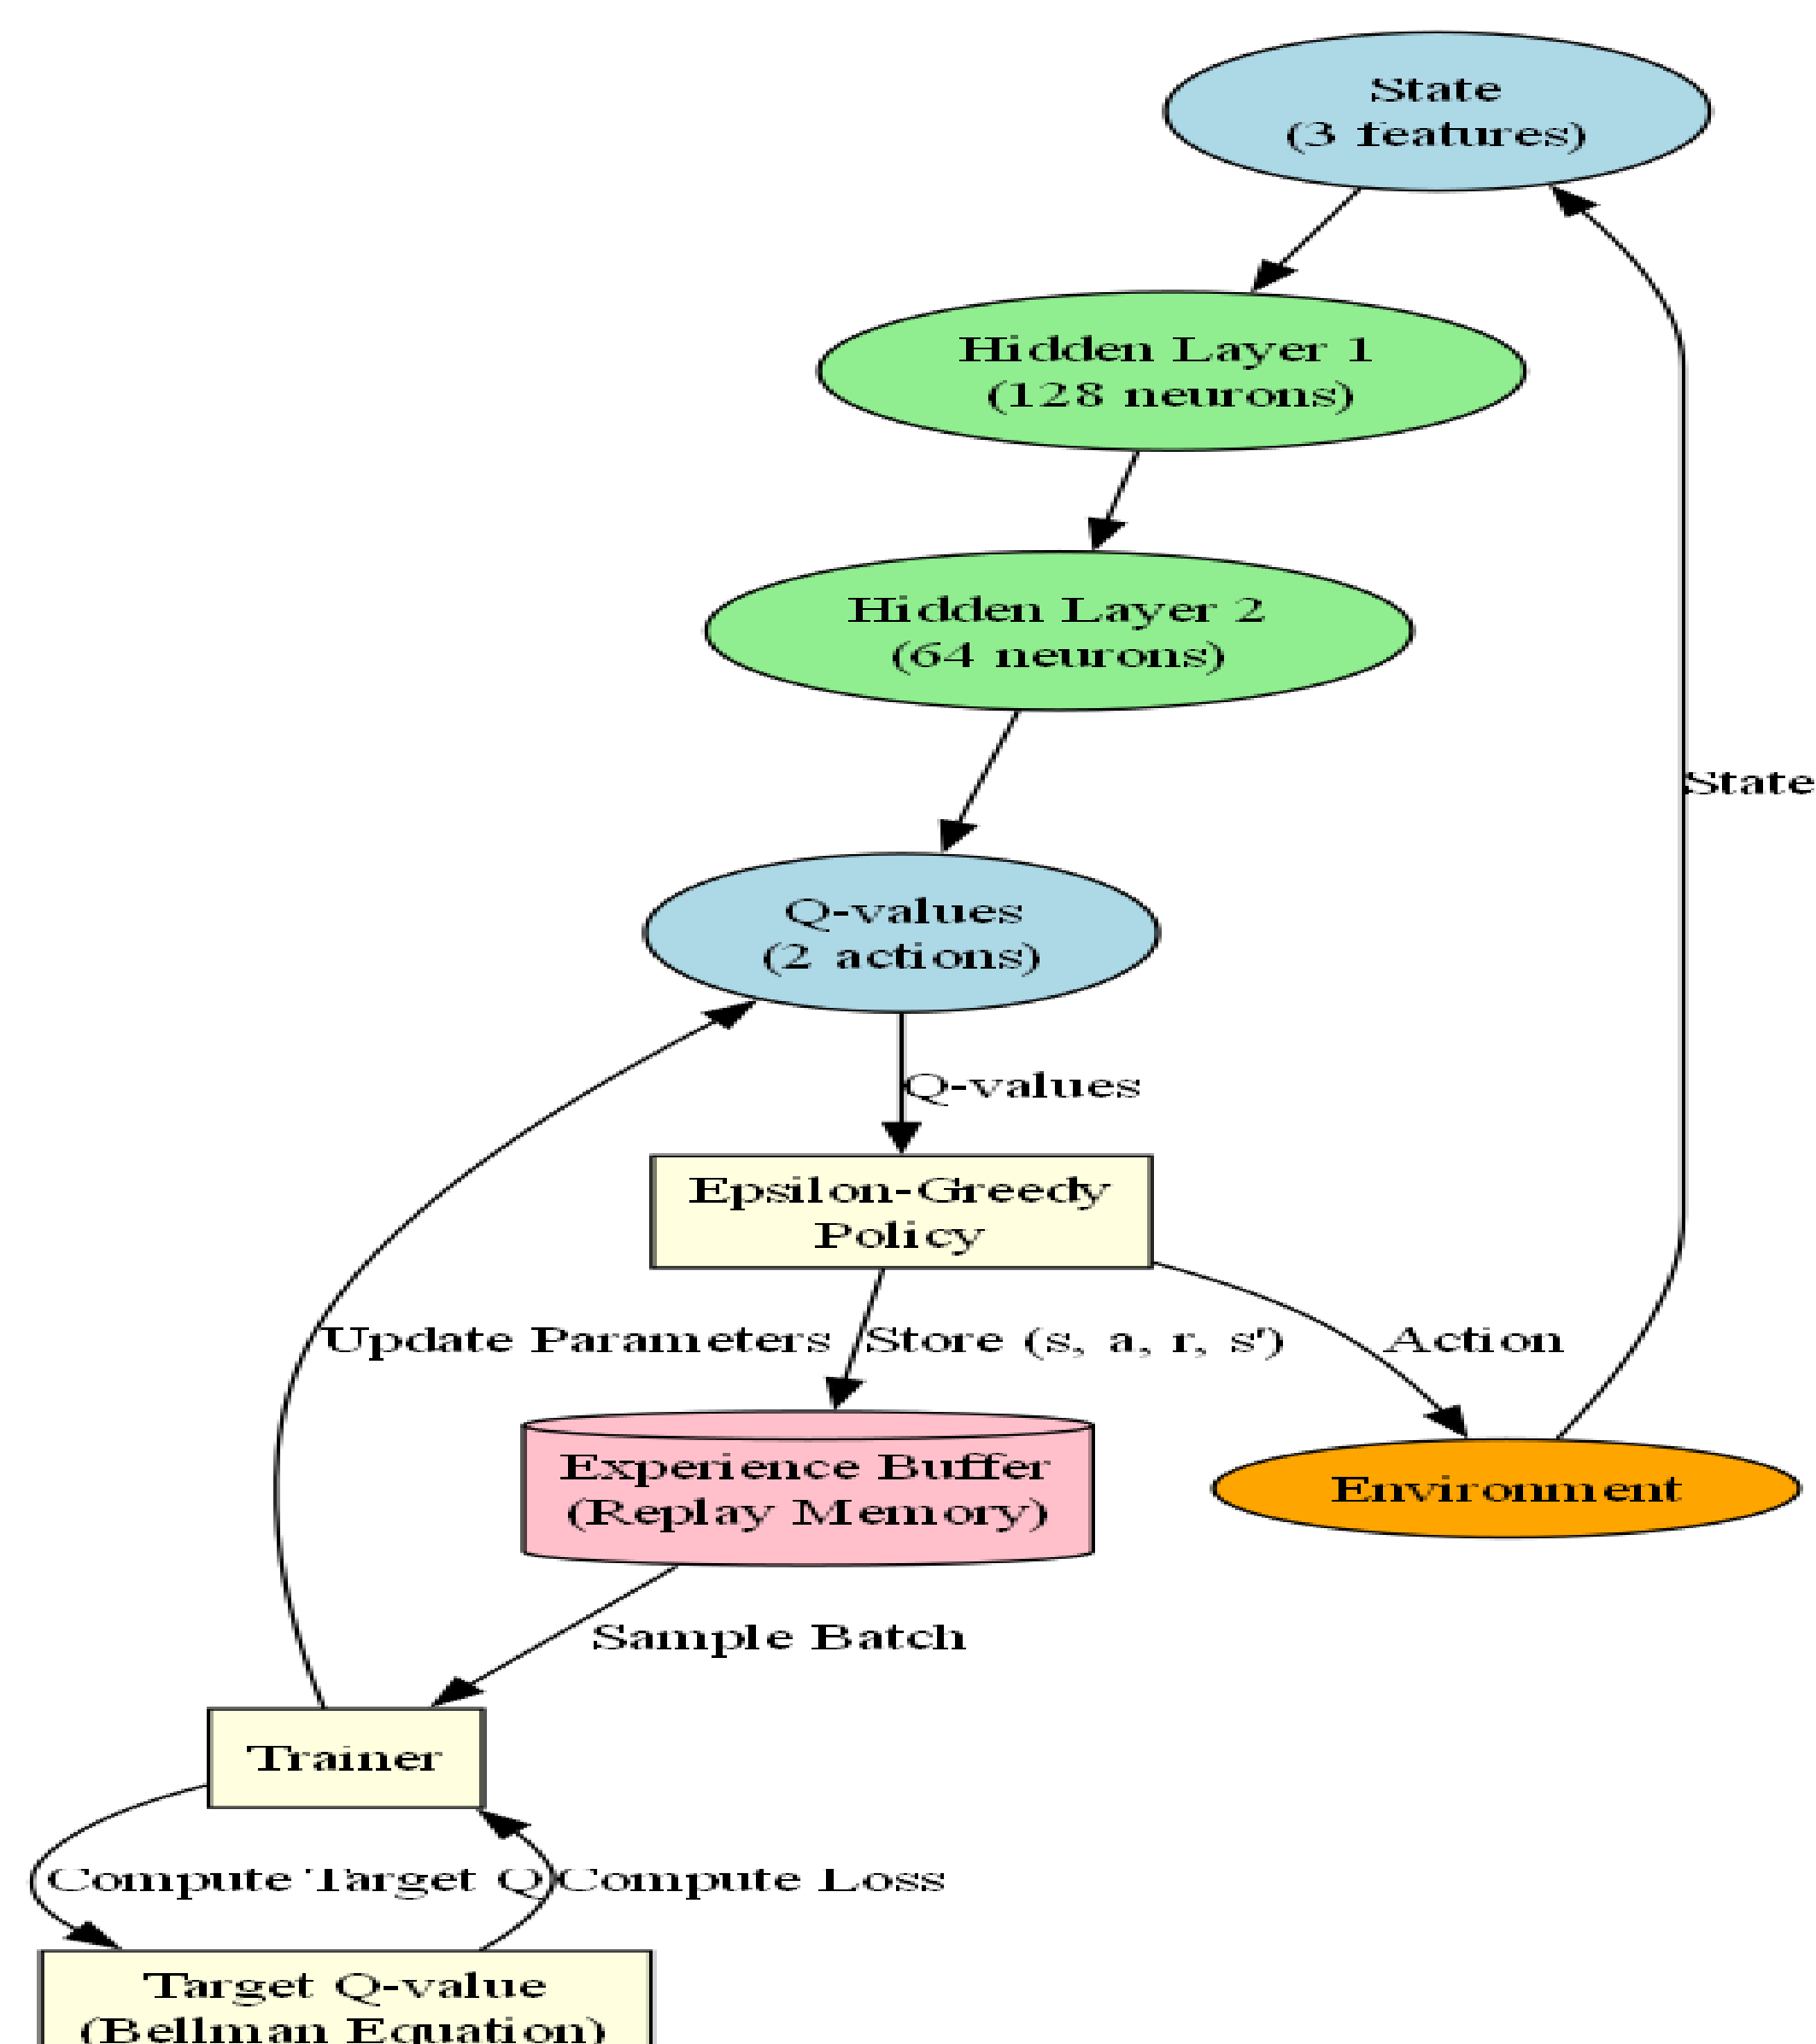 State
(3 features)
Hidden Layer 1
(128 neurons)
Hidden Layer 2
(64 neurons)
State
Q-values
(2 actions)
Q-values
Epsilon-Greedy
Policy
Update Parameters
Store (s, a, r, s')
Action
Experience Buffer
(Replay Memory)
Environment
Sample Batch
Trainer
Compute Target Q
Compute Loss
Target Q-value
(Bellman Equation)